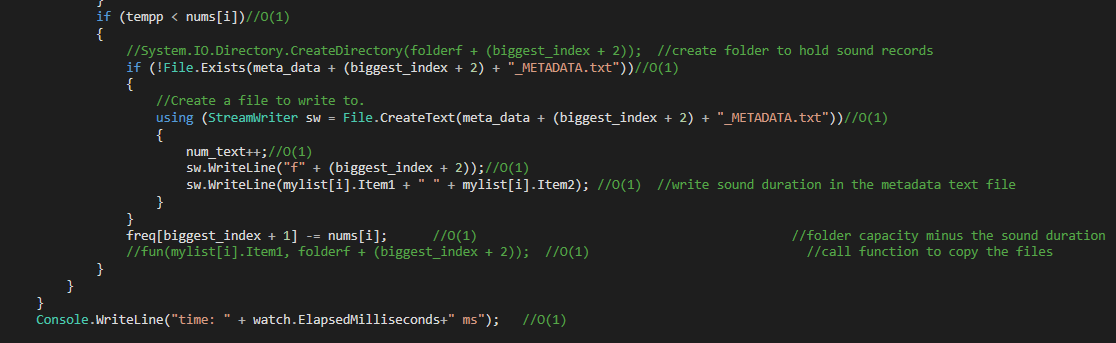 }
if (tempp < nums[i])//O(1)
{
//System.IO.Directory.CreateDirectory(folderf + (biggest_index + 2)); //create folder to hold sound records
if (!File.Exists(meta_data + (biggest_index + 2) + "_METADATA.txt"))//O(1)
{
//Create a file to write to.
using (StreamWriter sw = File.CreateText(meta_data + (biggest_index + 2) + "_METADATA.txt"))//O(1)
{
num_text++;//O(1)
sw.WriteLine("f" + (biggest_index + 2));//O(1)
sw.WriteLine(mylist[i].Item1 + " " + mylist[i].Item2); //O(1) //write sound duration in the metadata text file
}
}
freq[biggest_index + 1] -= nums[i]; //O(1) //folder capacity minus the sound duration
//fun(mylist[i].Item1, folderf + (biggest_index + 2)); //O(1) //call function to copy the files
}
}
}
Console.WriteLine("time: " + watch.ElapsedMilliseconds+" ms"); //O(1)